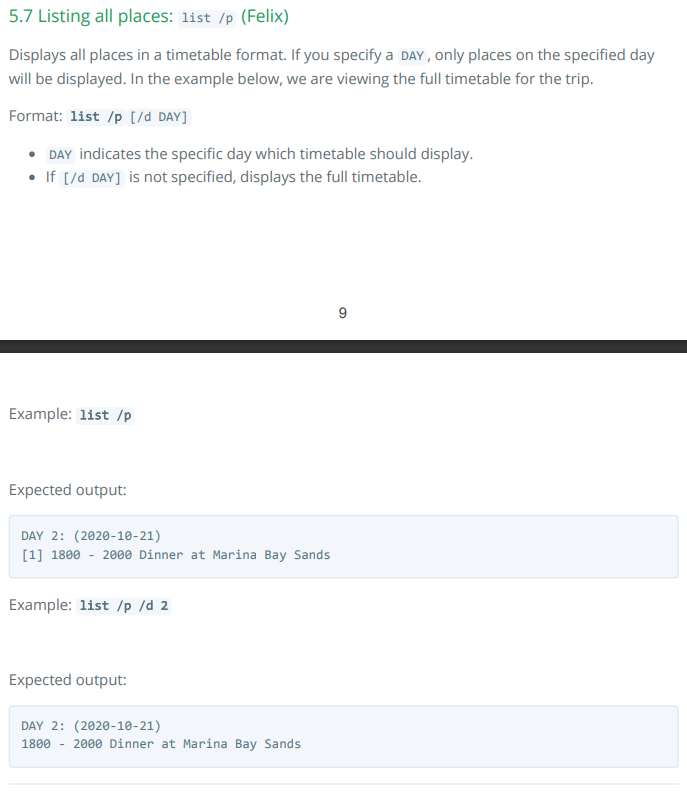 5.7 Listing all places: list /p (Felix)
Displays all places in a timetable format. If you specify a DAY, only places on the specified day
will be displayed. In the example below, we are viewing the full timetable for the trip.
Format: list /p [/d DAY]
• DAY indicates the specific day which timetable should display.
• If [/d DAY] is not specified, displays the full timetable.
9
Example: list /p
Expected output:
DAY 2: (2020-10-21)
[1] 1800 - 2000 Dinner at Marina Bay Sands
Example: list /p /d 2
Expected output:
DAY 2: (2020-10-21)
1800 - 2000 Dinner at Marina Bay Sands